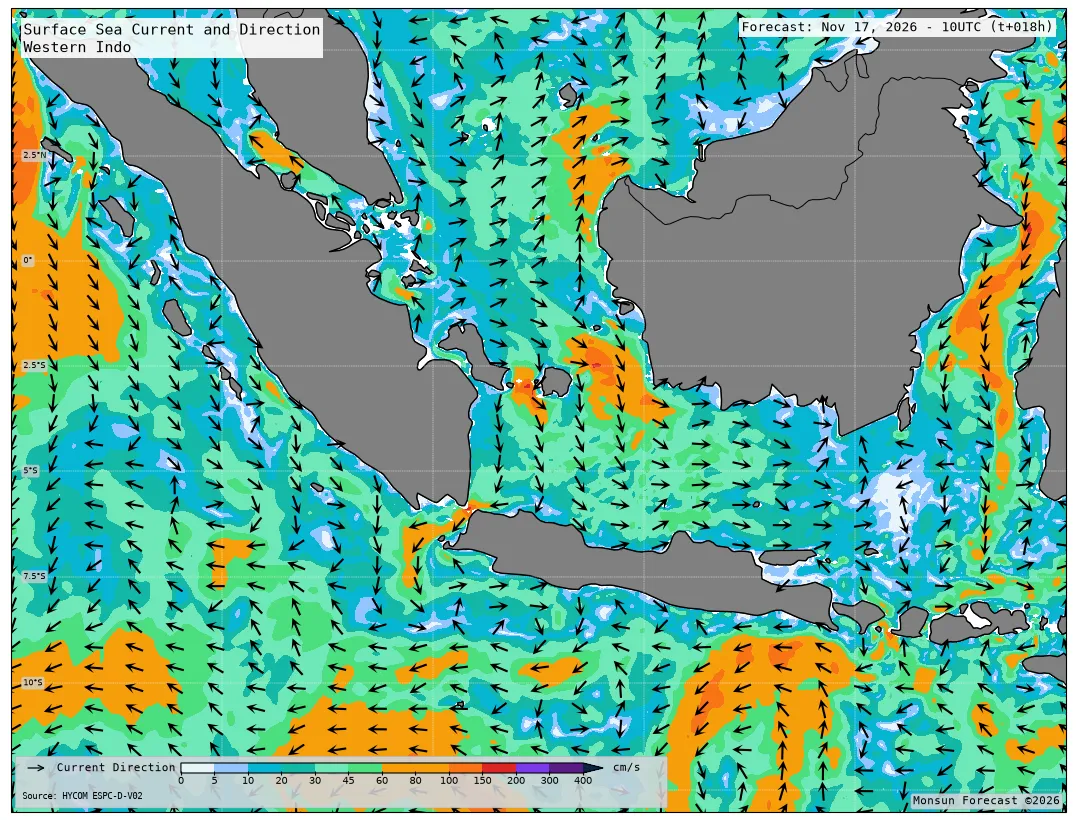 Surface Sea Current and Direction
Western Indo
Forecast: Nov 17, 2026 - 10UTC (t+018h)
2.5°N
0°
2.5°S
5°S
7.5°S
10°S
Current Direction
0 5 10 20 30 45 60 80 100 150 200 300 400 cm/s
Source: HYCOM ESPC-D-V02
Monsun Forecast ©2026